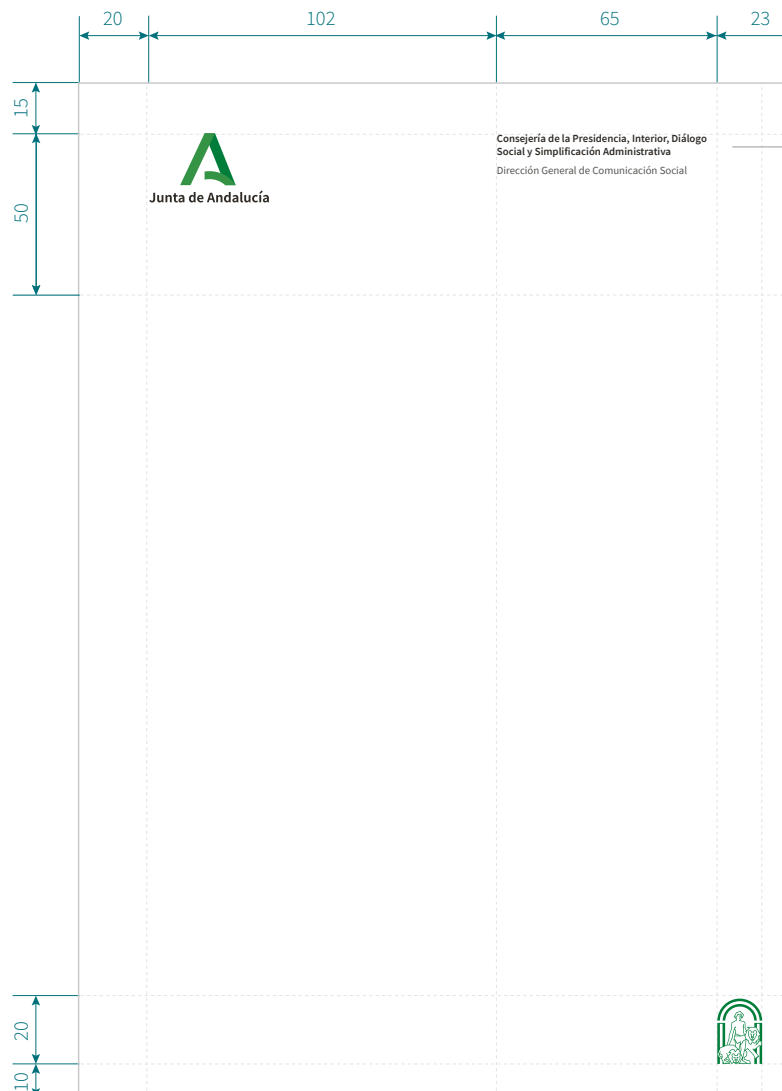 20 102 65 23
15
Consejería de la Presidencia, Interior, Diálogo
Social y Simplificación Administrativa
Dirección General de Comunicación Social
Junta de Andalucía
50
20
10